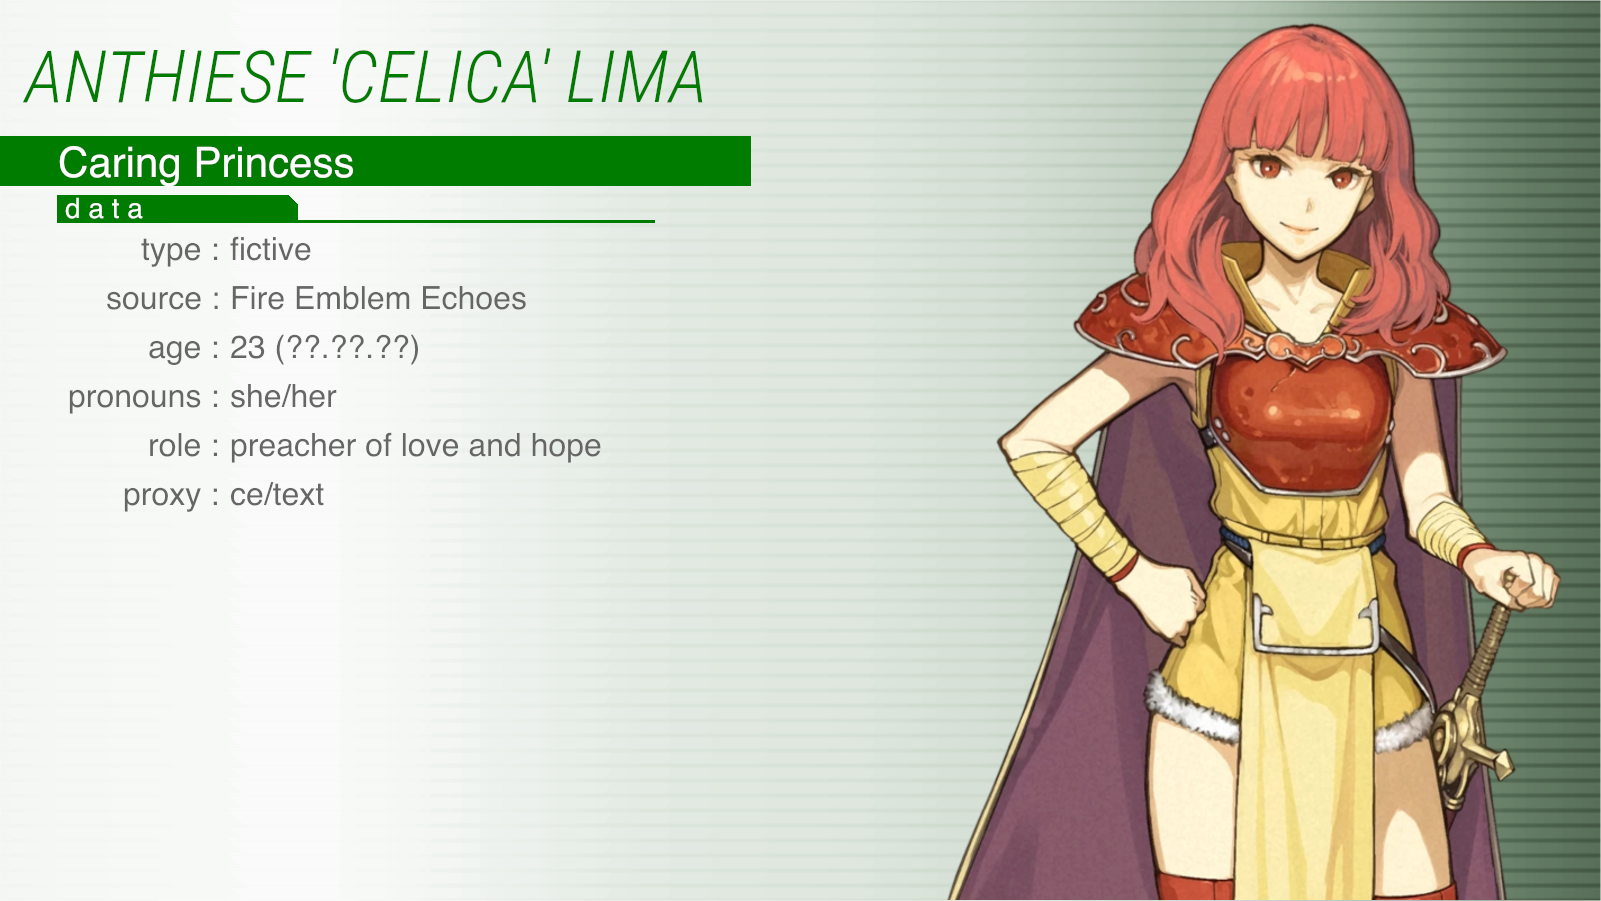 ANTHIESE 'CELICA' LIMA
Caring Princess
data
type : fictive
source : Fire Emblem Echoes
age : 23 (??.??.??)
pronouns : she/her
role : preacher of love and hope
proxy : ce/text